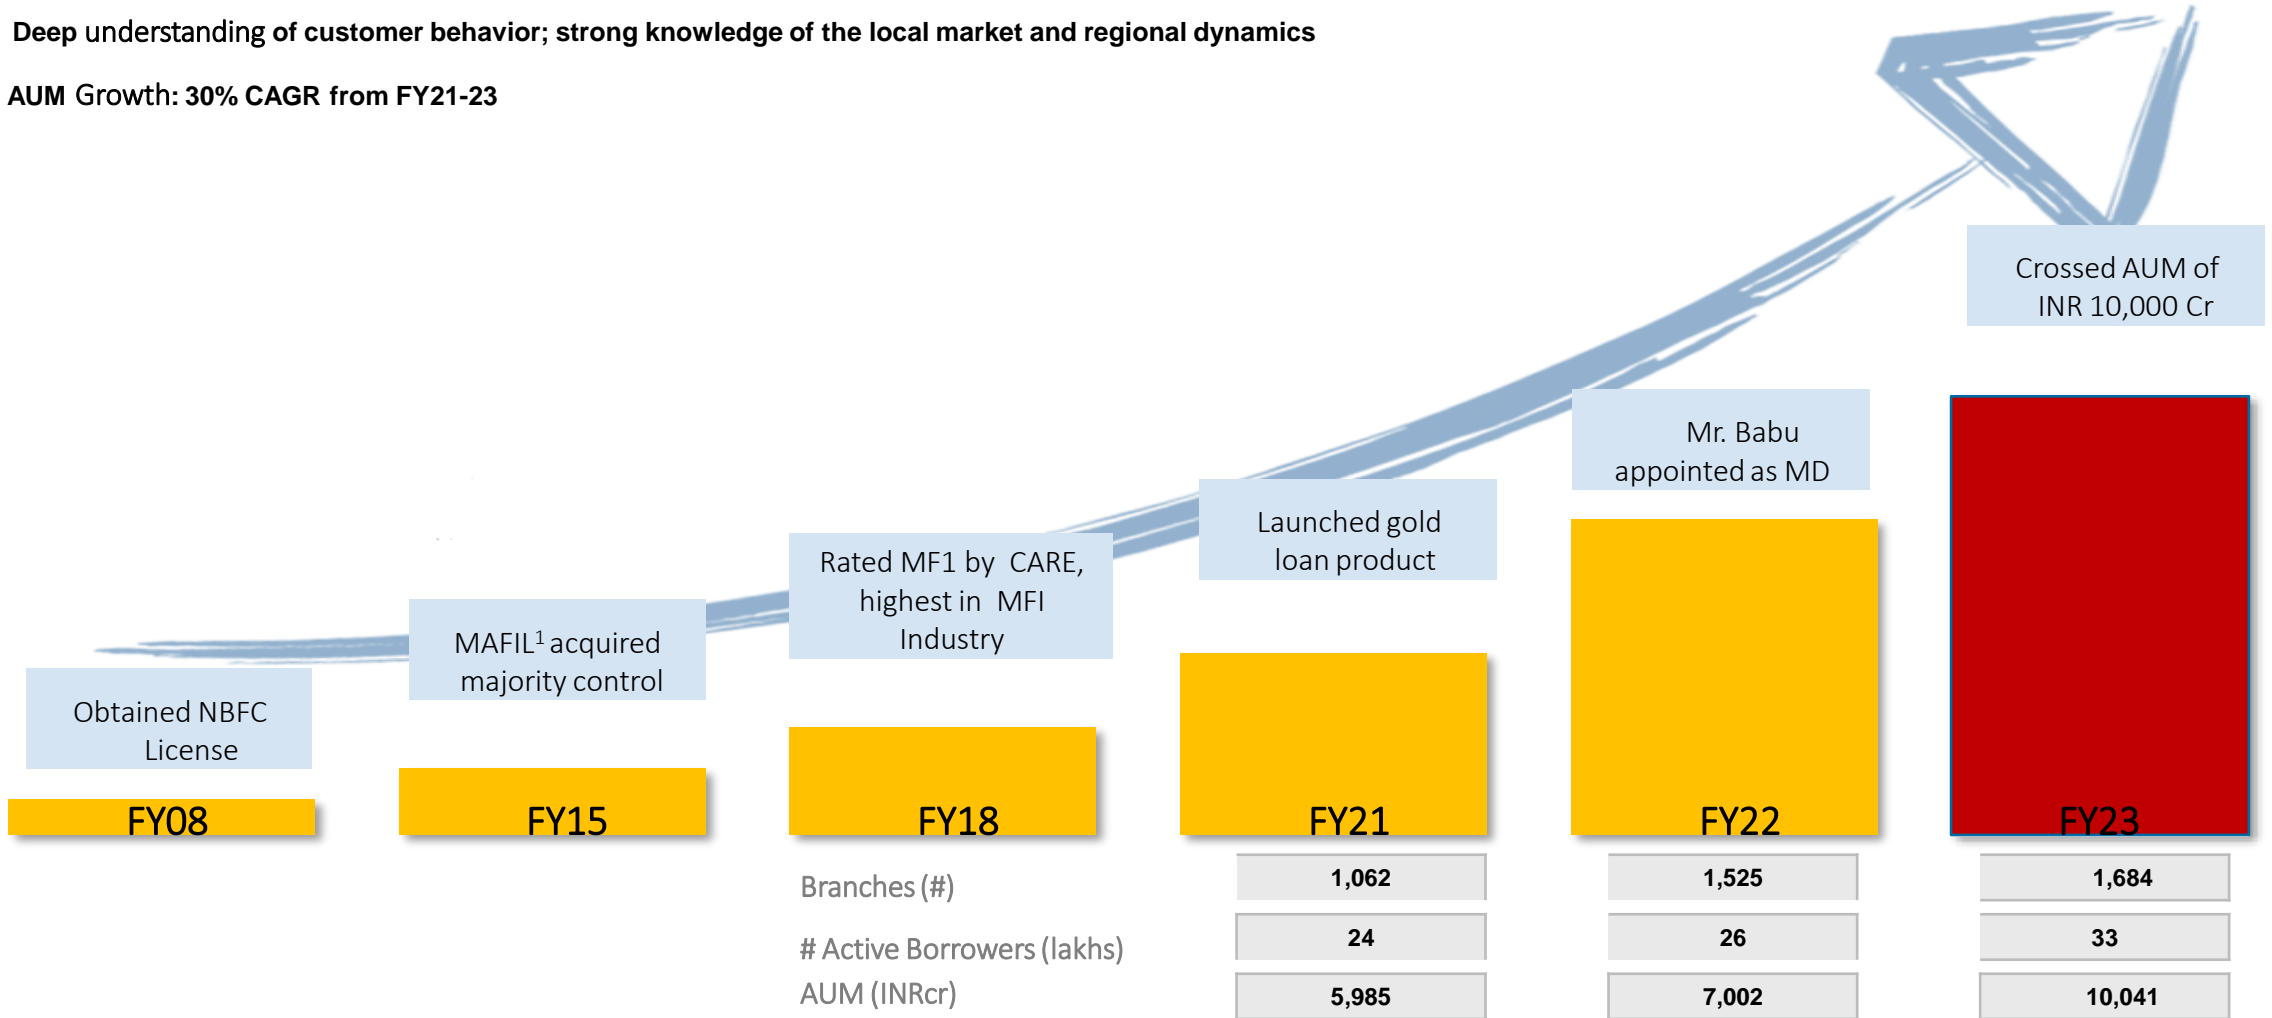 Deep understanding of customer behavior; strong knowledge of the local market and regional dynamics
AUM Growth: 30% CAGR from FY21-23
Crossed AUM of
INR 10,000 Cr
Mr. Babu
appointed as MD
Launched gold
loan product
Rated MF1 by CARE,
highest in MFI
Industry
MAFIL¹ acquired
majority control
Obtained NBFC
License
FY08
FY15
FY18
FY21
FY22
FY23
Branches (#) 1,062 1,525 1,684
# Active Borrowers (lakhs) 24 26 33
AUM (INRcr) 5,985 7,002 10,041